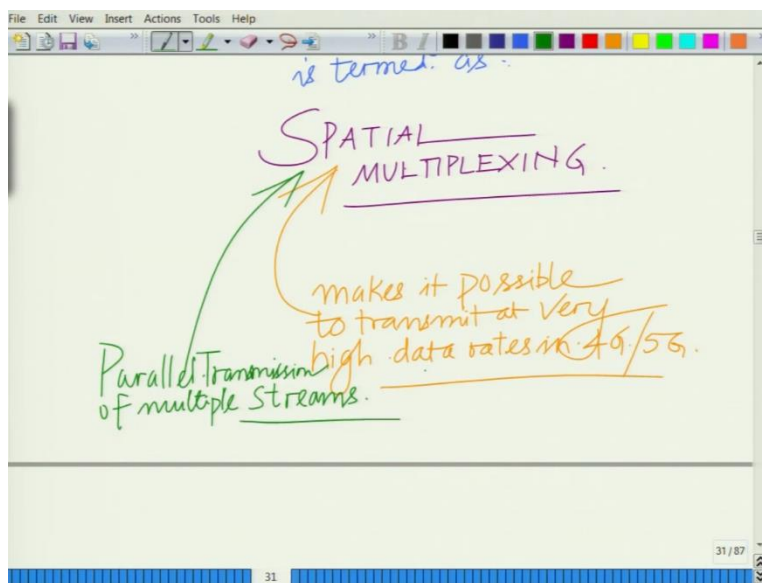 File Edit View Insert Actions Tools Help
B I
is termed as.
SPATIAL
MULTIPLEXING.
makes it possible
to transmit at very
high data rates in 4G/5G.
Parallel Transmission
of multiple Streams.
31/87
31